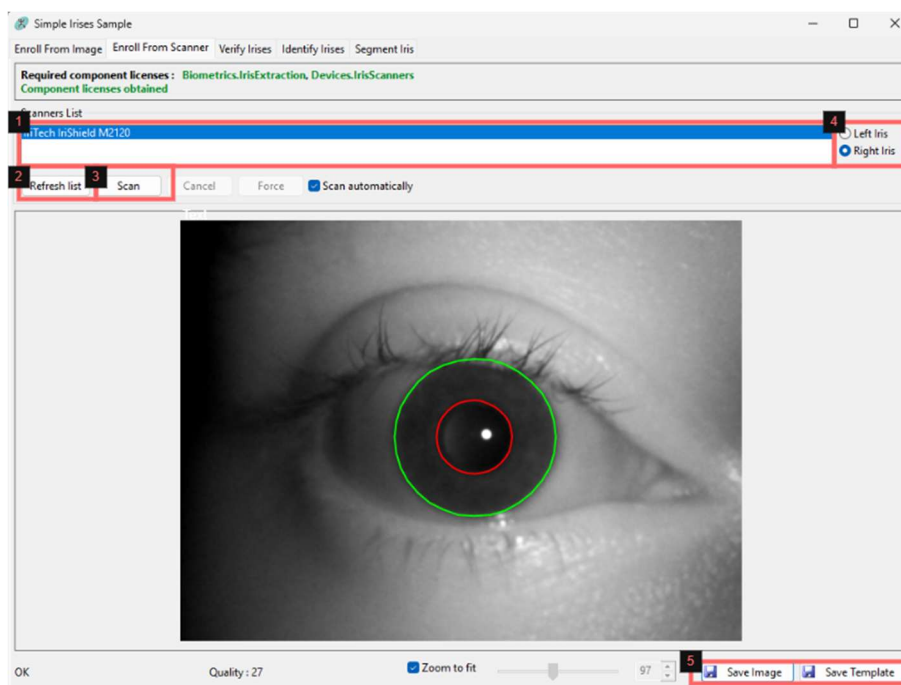 Simple Irises Sample
Enroll From Image Enroll From Scanner Verify Irises Identify Irises Segment Iris
Required component licenses : Biometrics.IrisExtraction, Devices.IrisScanners
Component licenses obtained
Scanners List
1 IriTech IriShield M2120 4 Left Iris
Right Iris
2 Refresh list 3 Scan Cancel Force Scan automatically
OK Quality : 27 Zoom to fit 97 5 Save Image Save Template